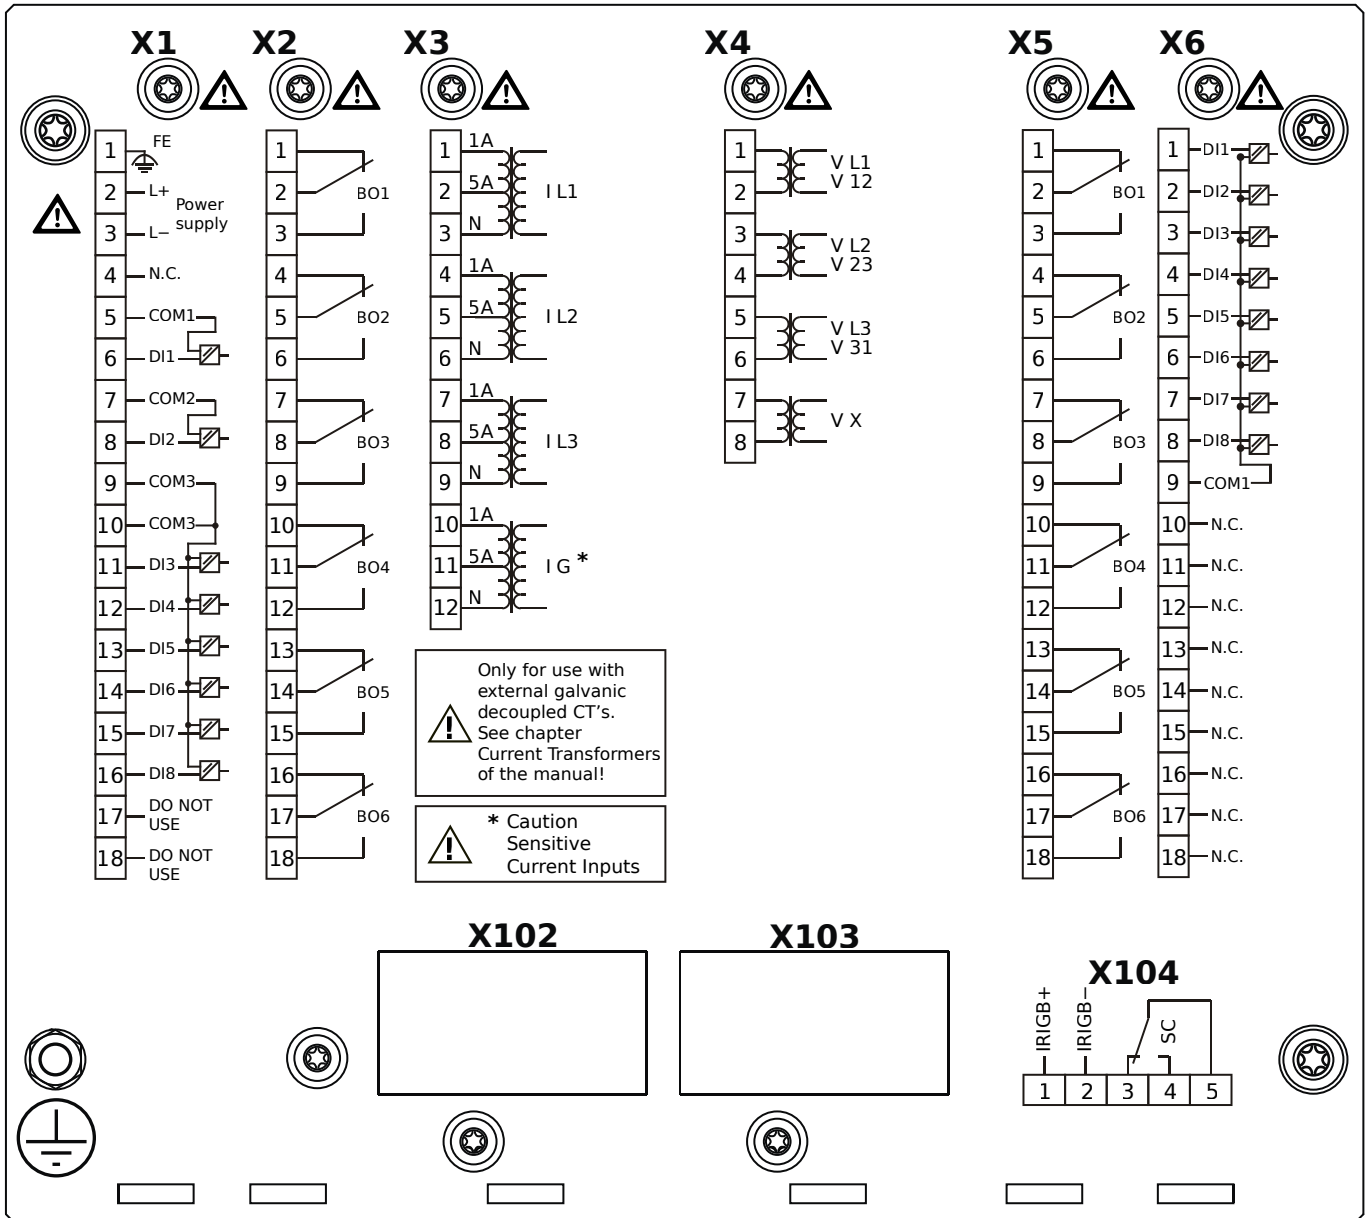 X1
X2
X3
X4
X5
X6
1 FE
2 L+
Power
supply
3 L−
4 N.C.
5 COM1
6 DI1
7 COM2
8 DI2
9 COM3
10 COM3
11 DI3
12 DI4
13 DI5
14 DI6
15 DI7
16 DI8
17 DO NOT
USE
18 DO NOT
USE
1
2 BO1
3
4
5 BO2
6
7
8 BO3
9
10
11 BO4
12
13
14 BO5
15
16
17 BO6
18
1 1A
2 5A I L1
3 N
4 1A
5 5A I L2
6 N
7 1A
8 5A I L3
9 N
10 1A
11 5A I G *
12 N
Only for use with
external galvanic
decoupled CT's.
See chapter
Current Transformers
of the manual!
* Caution
Sensitive
Current Inputs
1 V L1
2 V 12
3 V L2
4 V 23
5 V L3
6 V 31
7 V X
8
1
2 BO1
3
4
5 BO2
6
7
8 BO3
9
10
11 BO4
12
13
14 BO5
15
16
17 BO6
18
1 DI1
2 DI2
3 DI3
4 DI4
5 DI5
6 DI6
7 DI7
8 DI8
9 COM1
10 N.C.
11 N.C.
12 N.C.
13 N.C.
14 N.C.
15 N.C.
16 N.C.
17 N.C.
18 N.C.
X102
X103
X104
IRIGB+
IRIGB−
SC
1 2 3 4 5